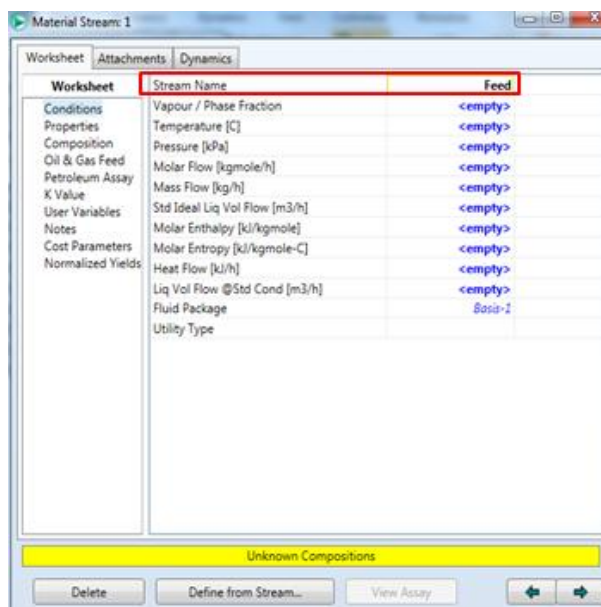 Material Stream: 1
Worksheet Attachments Dynamics
Worksheet
Conditions
Properties
Composition
Oil & Gas Feed
Petroleum Assay
K Value
User Variables
Notes
Cost Parameters
Normalized Yields
Stream Name Feed
Vapour / Phase Fraction <empty>
Temperature [C] <empty>
Pressure [kPa] <empty>
Molar Flow [kgmole/h] <empty>
Mass Flow [kg/h] <empty>
Std Ideal Liq Vol Flow [m3/h] <empty>
Molar Enthalpy [kJ/kgmole] <empty>
Molar Entropy [kJ/kgmole-C] <empty>
Heat Flow [kJ/h] <empty>
Liq Vol Flow @Std Cond [m3/h] <empty>
Fluid Package Basis-1
Utility Type
Unknown Compositions
Delete Define from Stream... View Assay